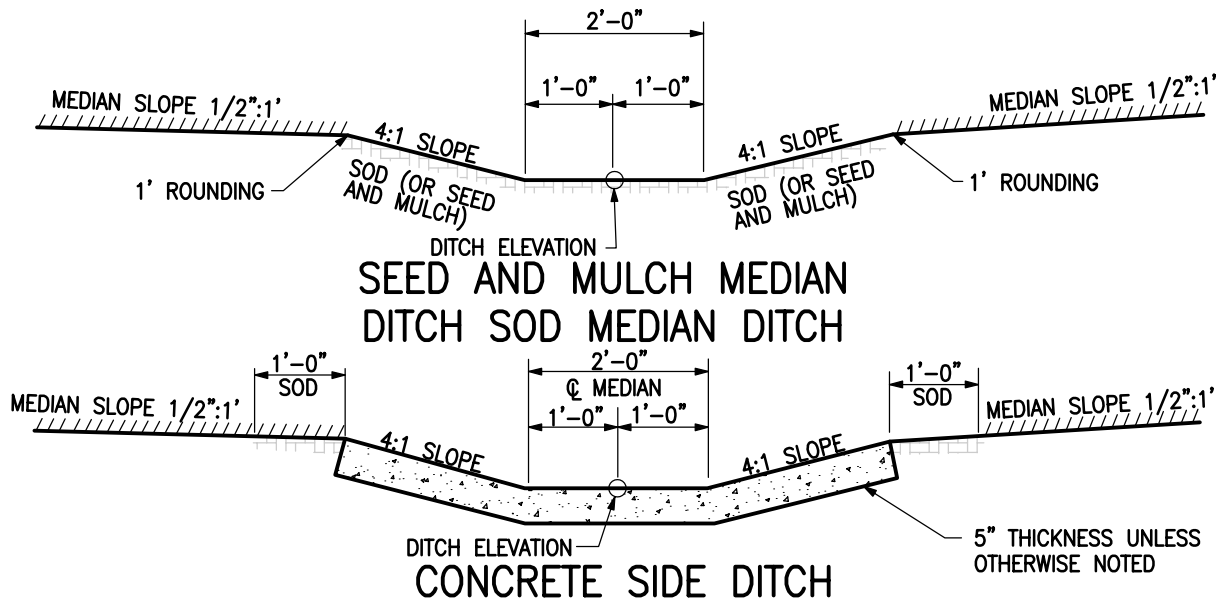 2'-0"
1'-0" 1'-0"
MEDIAN SLOPE 1/2":1'
MEDIAN SLOPE 1/2":1'
4:1 SLOPE
4:1 SLOPE
1' ROUNDING
SOD (OR SEED
AND MULCH)
SOD (OR SEED
AND MULCH)
1' ROUNDING
DITCH ELEVATION
SEED AND MULCH MEDIAN
DITCH SOD MEDIAN DITCH
1'-0"
SOD
2'-0"
℄ MEDIAN
1'-0" 1'-0"
1'-0"
SOD
MEDIAN SLOPE 1/2":1'
MEDIAN SLOPE 1/2":1'
4:1 SLOPE
4:1 SLOPE
DITCH ELEVATION
5" THICKNESS UNLESS
OTHERWISE NOTED
CONCRETE SIDE DITCH